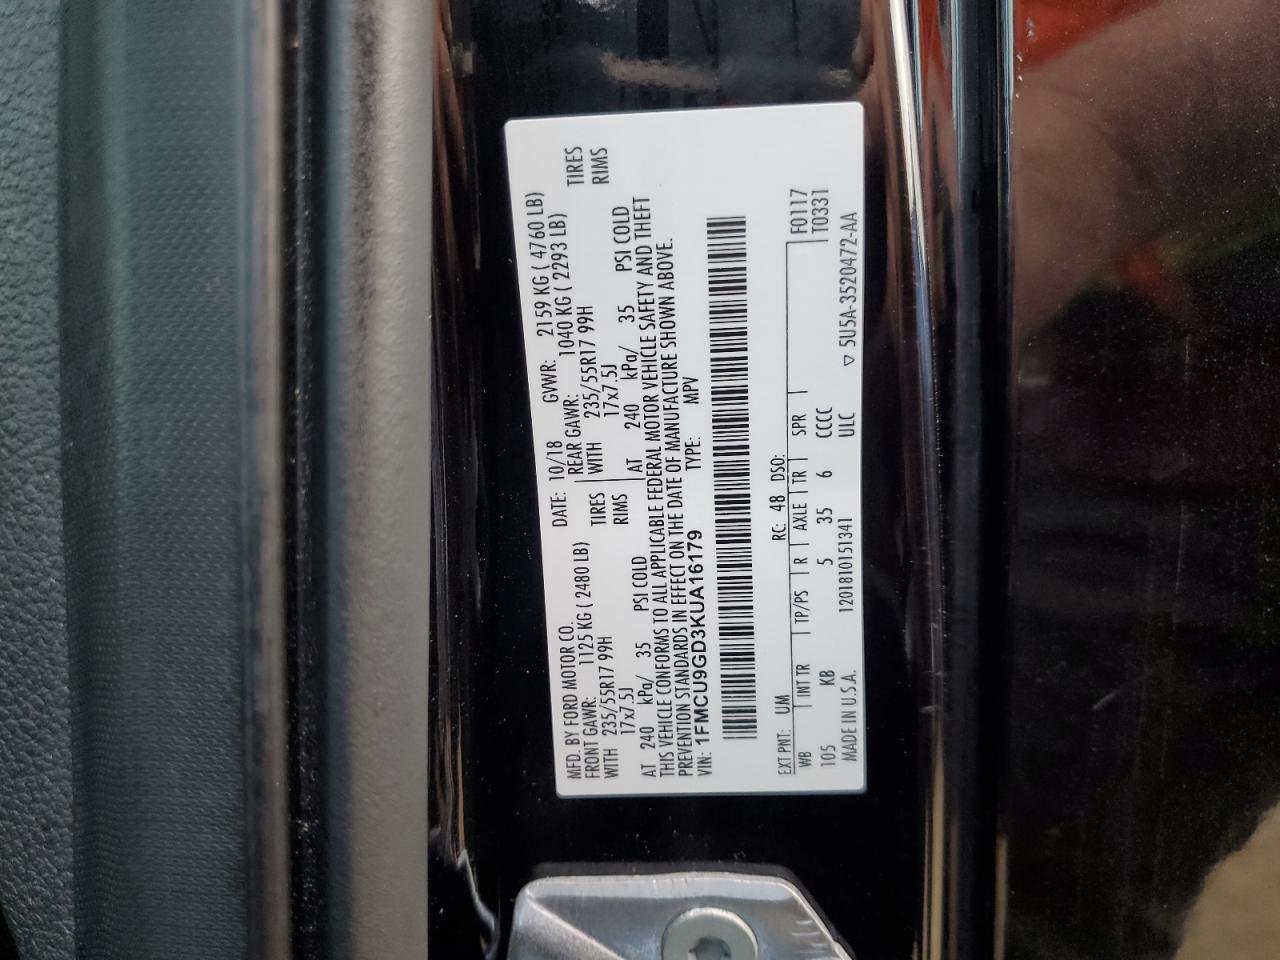 MFD. BY FORD MOTOR CO. DATE: 10/18 GVWR: 2159 KG ( 4760 LB)
FRONT GAWR: 1125 KG ( 2480 LB) REAR GAWR: 1040 KG ( 2293 LB)
WITH 235/55R17 99H TIRES WITH 235/55R17 99H TIRES
17x7.5J RIMS 17x7.5J RIMS
AT 240 kPa/ 35 PSI COLD AT 240 kPa/ 35 PSI COLD
THIS VEHICLE CONFORMS TO ALL APPLICABLE FEDERAL MOTOR VEHICLE SAFETY AND THEFT
PREVENTION STANDARDS IN EFFECT ON THE DATE OF MANUFACTURE SHOWN ABOVE.
VIN: 1FMCU9GD3KUA16179 TYPE: MPV
EXT PNT: UM RC: 48 DSO:
WB INT TR TP/PS R AXLE TR SPR F0117
105 KB 5 35 6 CCCC T0331
MADE IN U.S.A. 120181015 1341 ULC
▽ 5U5A-3520472-AA